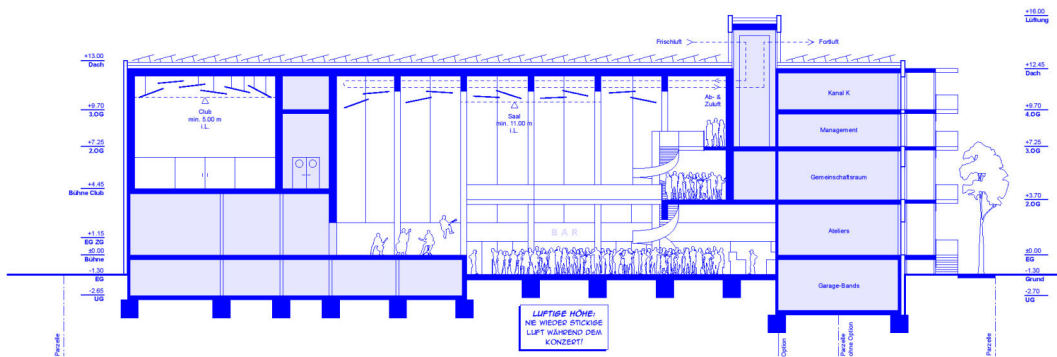 +16.00
Lüftung
Frischluft
Fortluft
+13.00
Dach
+12.45
Dach
Kanal K
Ab- &
Zuluft
Club
min. 5.00 m
i.L.
Saal
min. 11.00 m
i.L.
+9.70
3.OG
+9.70
4.OG
Management
+7.25
2.OG
+7.25
3.OG
Gemeinschaftsraum
+4.45
Bühne Club
+3.70
2.OG
BAR
Ateliers
+1.15
EG ZG
±0.00
Bühne
±0.00
EG
-1.30
EG
-1.30
Grund
-2.65
UG
-2.70
UG
Garage-Bands
LUFTIGE HÖHE:
NIE WIEDER STICKIGE
LUFT WÄHREND DEM
KONZERT!
Parzelle
Option
Parzelle
ohne Option
Parzelle